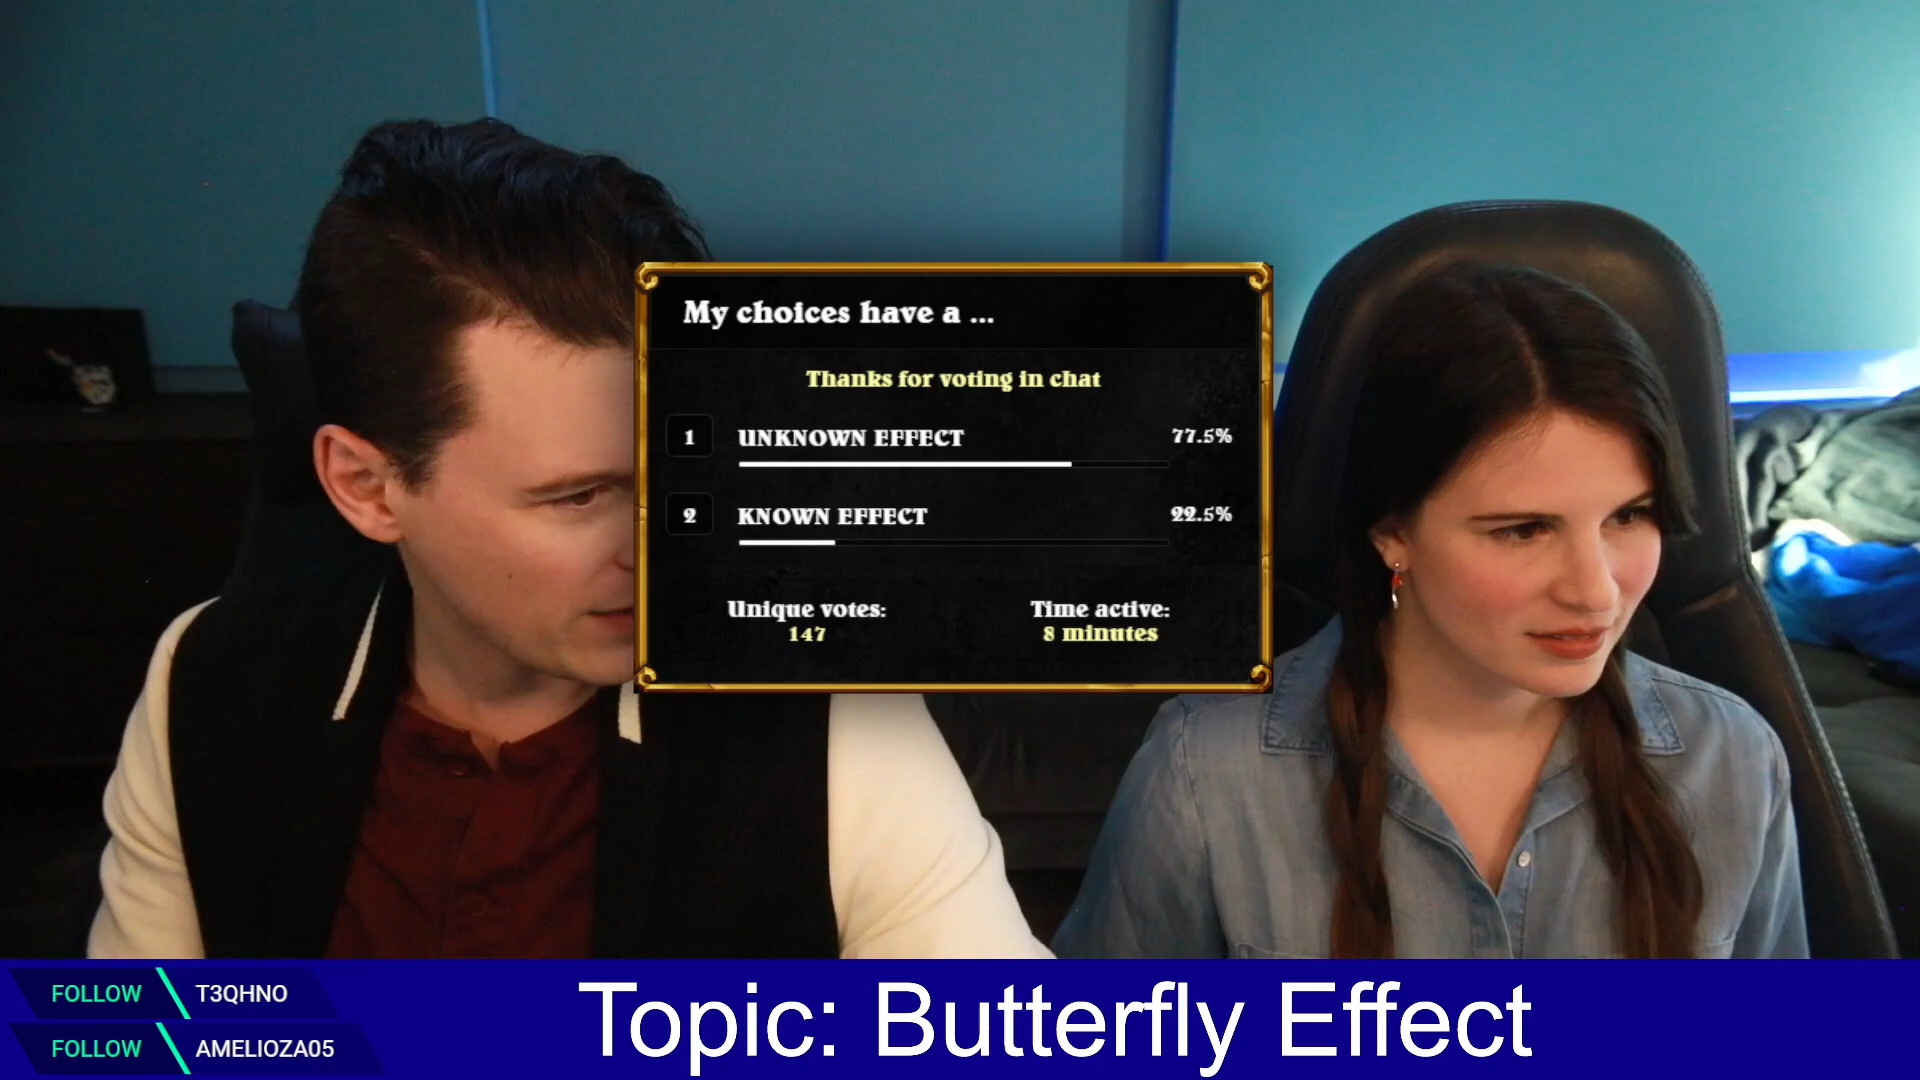 My choices have a ...
Thanks for voting in chat
1 UNKNOWN EFFECT 77.5%
2 KNOWN EFFECT 22.5%
Unique votes: Time active:
147 8 minutes
FOLLOW T3QHNO
FOLLOW AMELIOZA05
Topic: Butterfly Effect